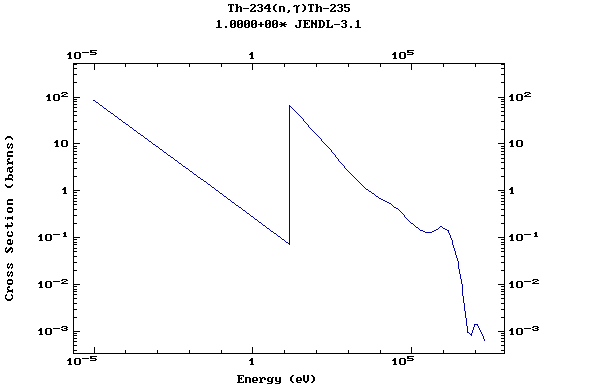 Th-234(n,γ)Th-235
1.0000+00* JENDL-3.1
10⁻⁵ 1 10⁵
10² 10²
10 10
1 1
10⁻¹ 10⁻¹
10⁻² 10⁻²
10⁻³ 10⁻³
10⁻⁵ 1 10⁵
Cross Section (barns)
Energy (eV)